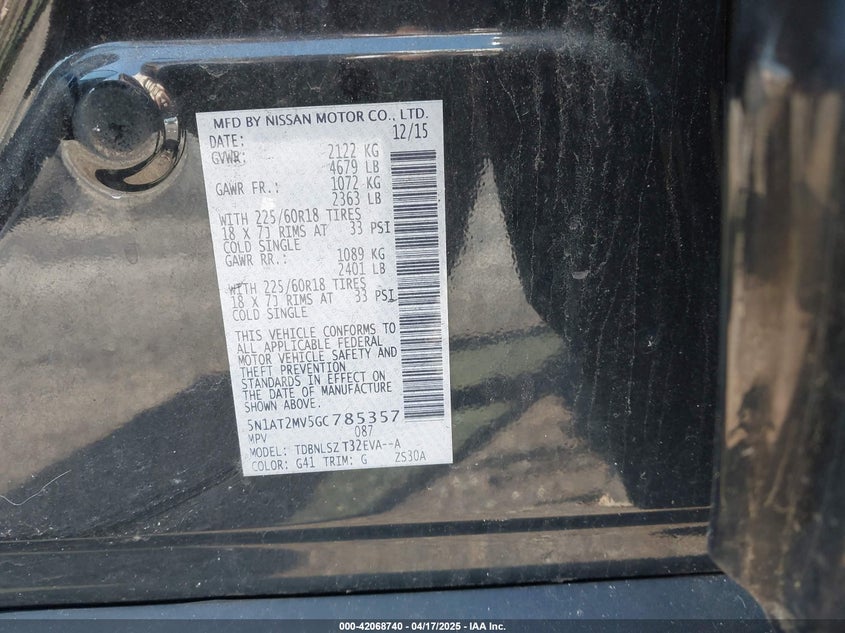 MFD BY NISSAN MOTOR CO., LTD.
DATE: 12/15
GVWR: 2122 KG
4679 LB
GAWR FR.: 1072 KG
2363 LB
WITH 225/60R18 TIRES
18 X 7J RIMS AT 33 PSI
COLD SINGLE
GAWR RR.: 1089 KG
2401 LB
WITH 225/60R18 TIRES
18 X 7J RIMS AT 33 PSI
COLD SINGLE
THIS VEHICLE CONFORMS TO
ALL APPLICABLE FEDERAL
MOTOR VEHICLE SAFETY AND
THEFT PREVENTION
STANDARDS IN EFFECT ON
THE DATE OF MANUFACTURE
5N1AT2MV5GC785357
MPV 087
MODEL: TDBNLSZ T32EVA--A
COLOR: G41 TRIM: G ZS30A
000-42068740 - 04/17/2025 - IAA Inc.